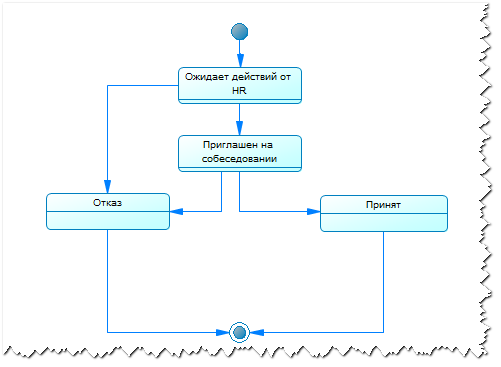 Ожидает действий от
HR
Приглашен на
собеседовании
Отказ
Принят